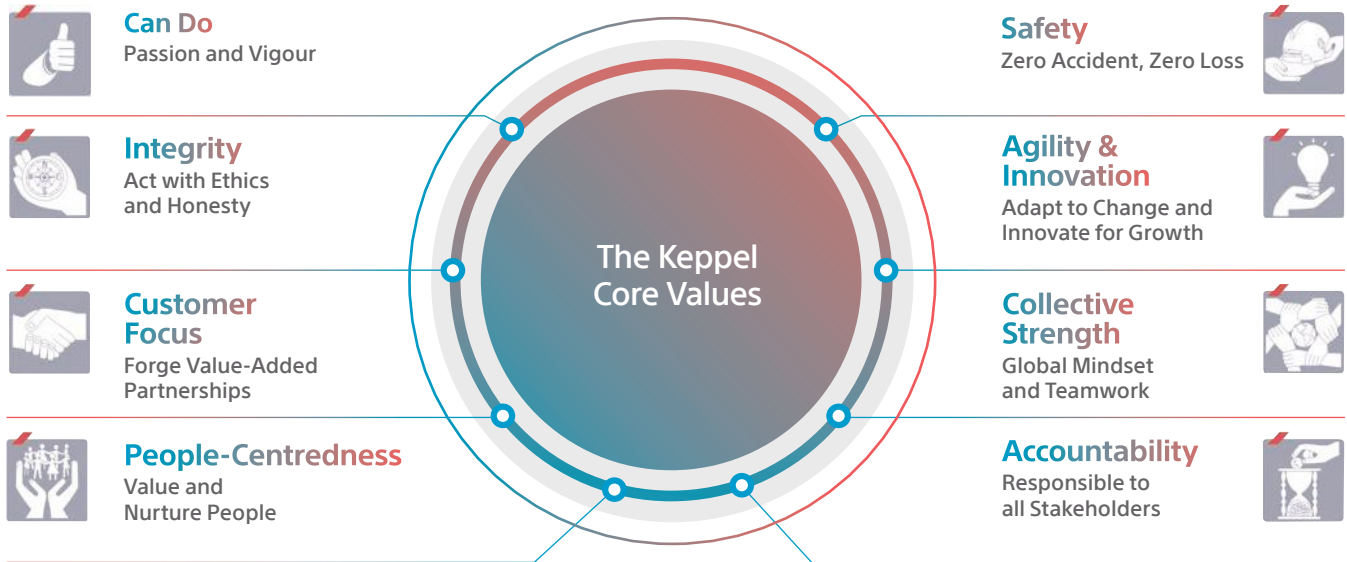 Can Do
Passion and Vigour
Integrity
Act with Ethics
and Honesty
Customer
Focus
Forge Value-Added
Partnerships
People-Centredness
Value and
Nurture People
The Keppel
Core Values
Safety
Zero Accident, Zero Loss
Agility &
Innovation
Adapt to Change and
Innovate for Growth
Collective
Strength
Global Mindset
and Teamwork
Accountability
Responsible to
all Stakeholders